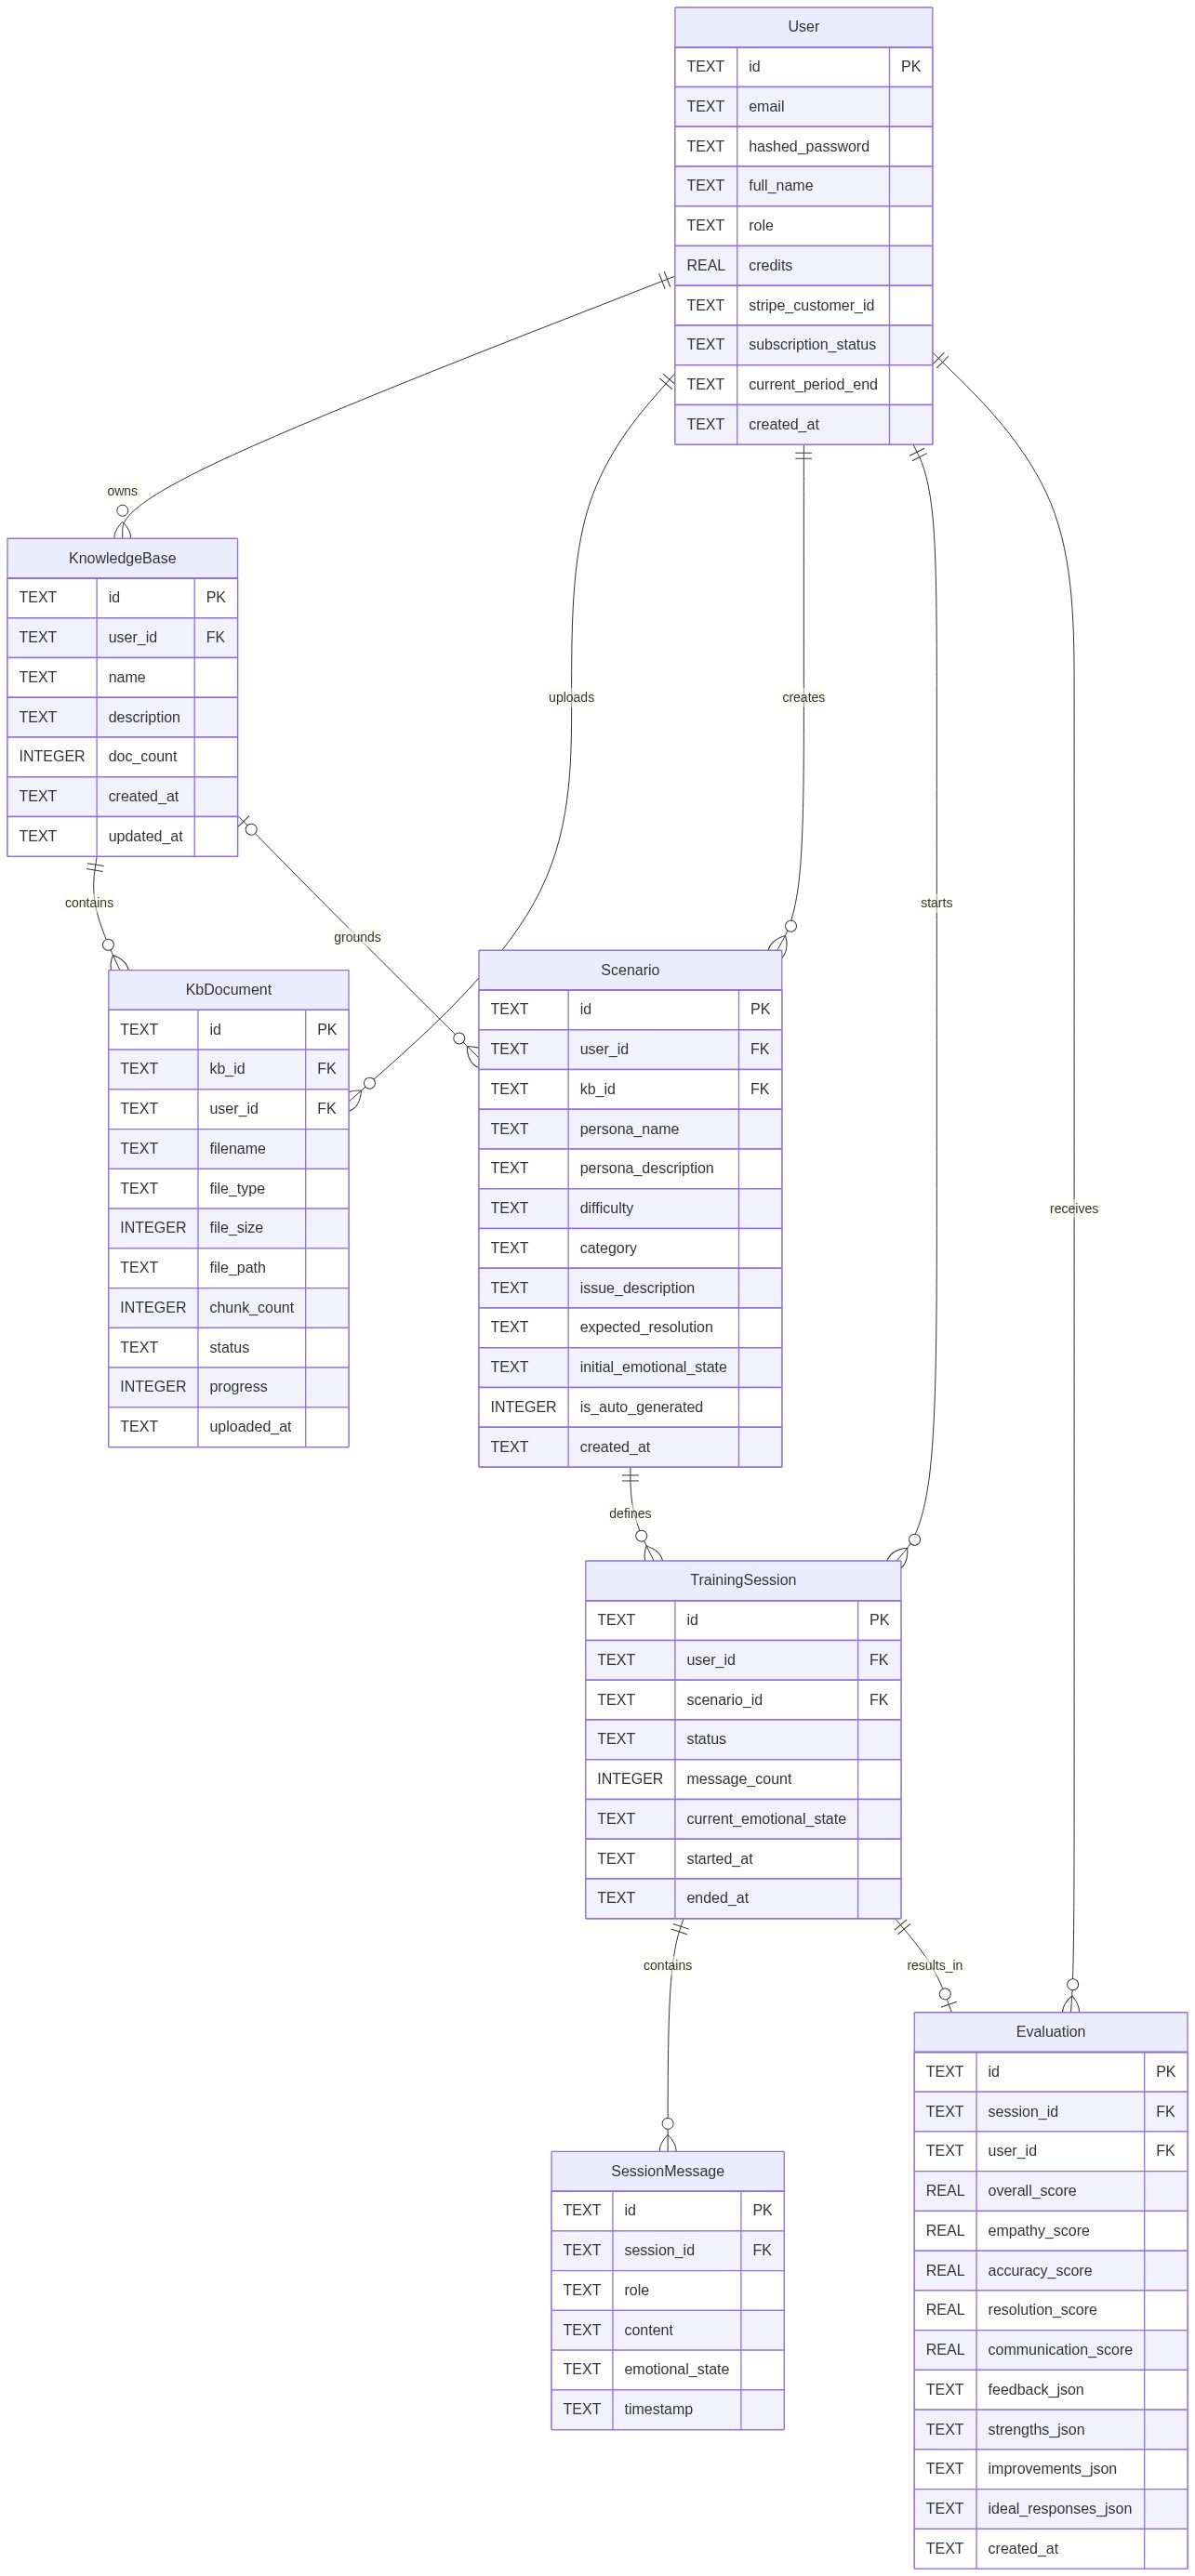 User
TEXT id PK
TEXT email
TEXT hashed_password
TEXT full_name
TEXT role
REAL credits
TEXT stripe_customer_id
TEXT subscription_status
TEXT current_period_end
TEXT created_at
owns
KnowledgeBase
TEXT id PK
TEXT user_id FK
TEXT name
TEXT description
INTEGER doc_count
TEXT created_at
TEXT updated_at
uploads
creates
contains
grounds
starts
KbDocument
TEXT id PK
TEXT kb_id FK
TEXT user_id FK
TEXT filename
TEXT file_type
INTEGER file_size
TEXT file_path
INTEGER chunk_count
TEXT status
INTEGER progress
TEXT uploaded_at
Scenario
TEXT id PK
TEXT user_id FK
TEXT kb_id FK
TEXT persona_name
TEXT persona_description
TEXT difficulty
TEXT category
TEXT issue_description
TEXT expected_resolution
TEXT initial_emotional_state
INTEGER is_auto_generated
TEXT created_at
receives
defines
TrainingSession
TEXT id PK
TEXT user_id FK
TEXT scenario_id FK
TEXT status
INTEGER message_count
TEXT current_emotional_state
TEXT started_at
TEXT ended_at
contains
results_in
SessionMessage
TEXT id PK
TEXT session_id FK
TEXT role
TEXT content
TEXT emotional_state
TEXT timestamp
Evaluation
TEXT id PK
TEXT session_id FK
TEXT user_id FK
REAL overall_score
REAL empathy_score
REAL accuracy_score
REAL resolution_score
REAL communication_score
TEXT feedback_json
TEXT strengths_json
TEXT improvements_json
TEXT ideal_responses_json
TEXT created_at